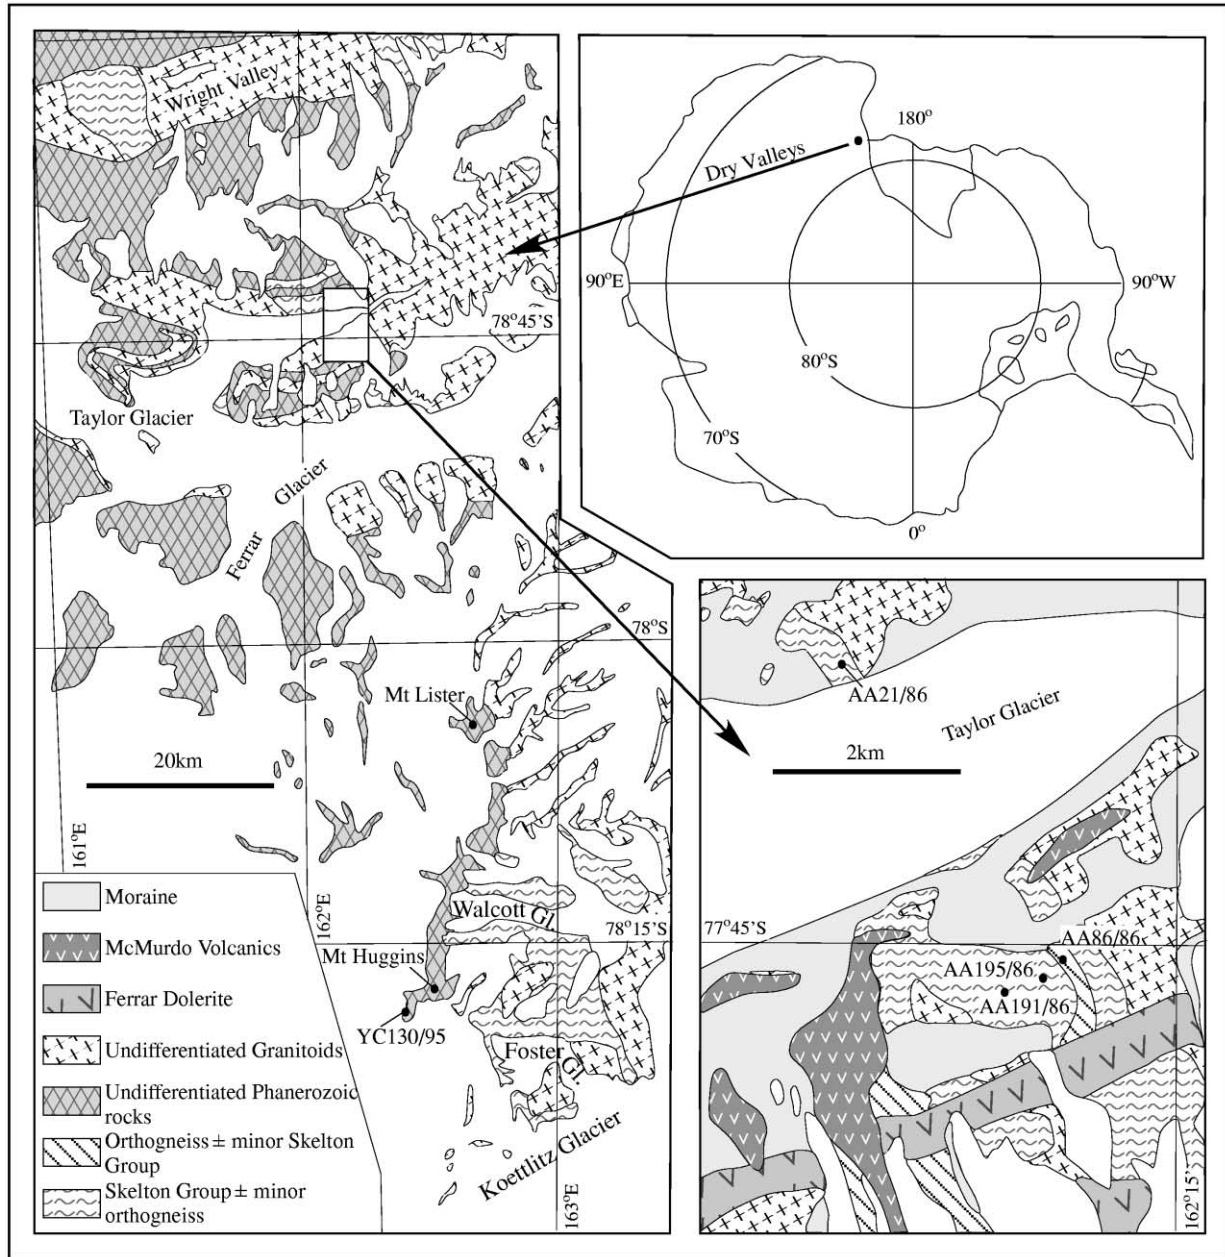 Wright Valley
78°45'S
Taylor Glacier
Ferrar
Glacier
78°S
Mt Lister
20km
161°E
162°E
Walcott Gl.
78°15'S
Mt Huggins
YC130/95
Foster Gl.
Koettlitz Glacier
163°E
Moraine
McMurdo Volcanics
Ferrar Dolerite
Undifferentiated Granitoids
Undifferentiated Phanerozoic
rocks
Orthogneiss ± minor Skelton
Group
Skelton Group ± minor
orthogneiss
180°
Dry Valleys
90°E
90°W
80°S
70°S
0°
AA21/86
Taylor Glacier
2km
77°45'S
AA86/86
AA195/86
AA191/86
162°15'